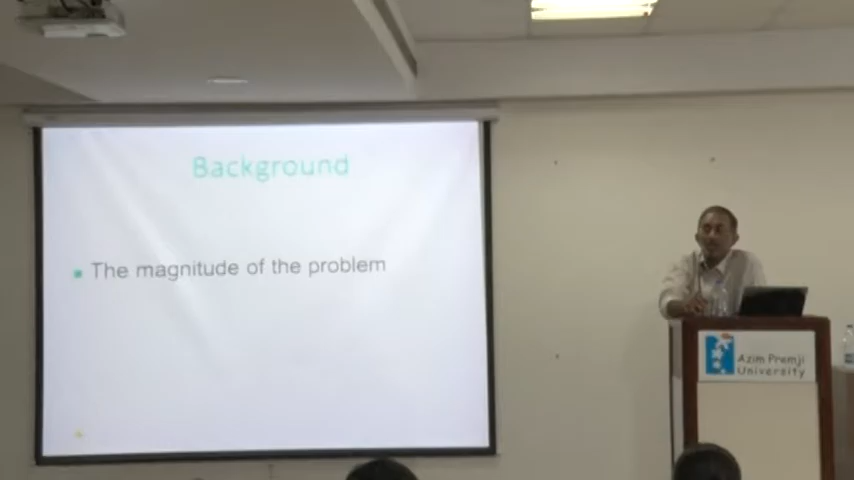 Background
The magnitude of the problem
Azim Premji
University